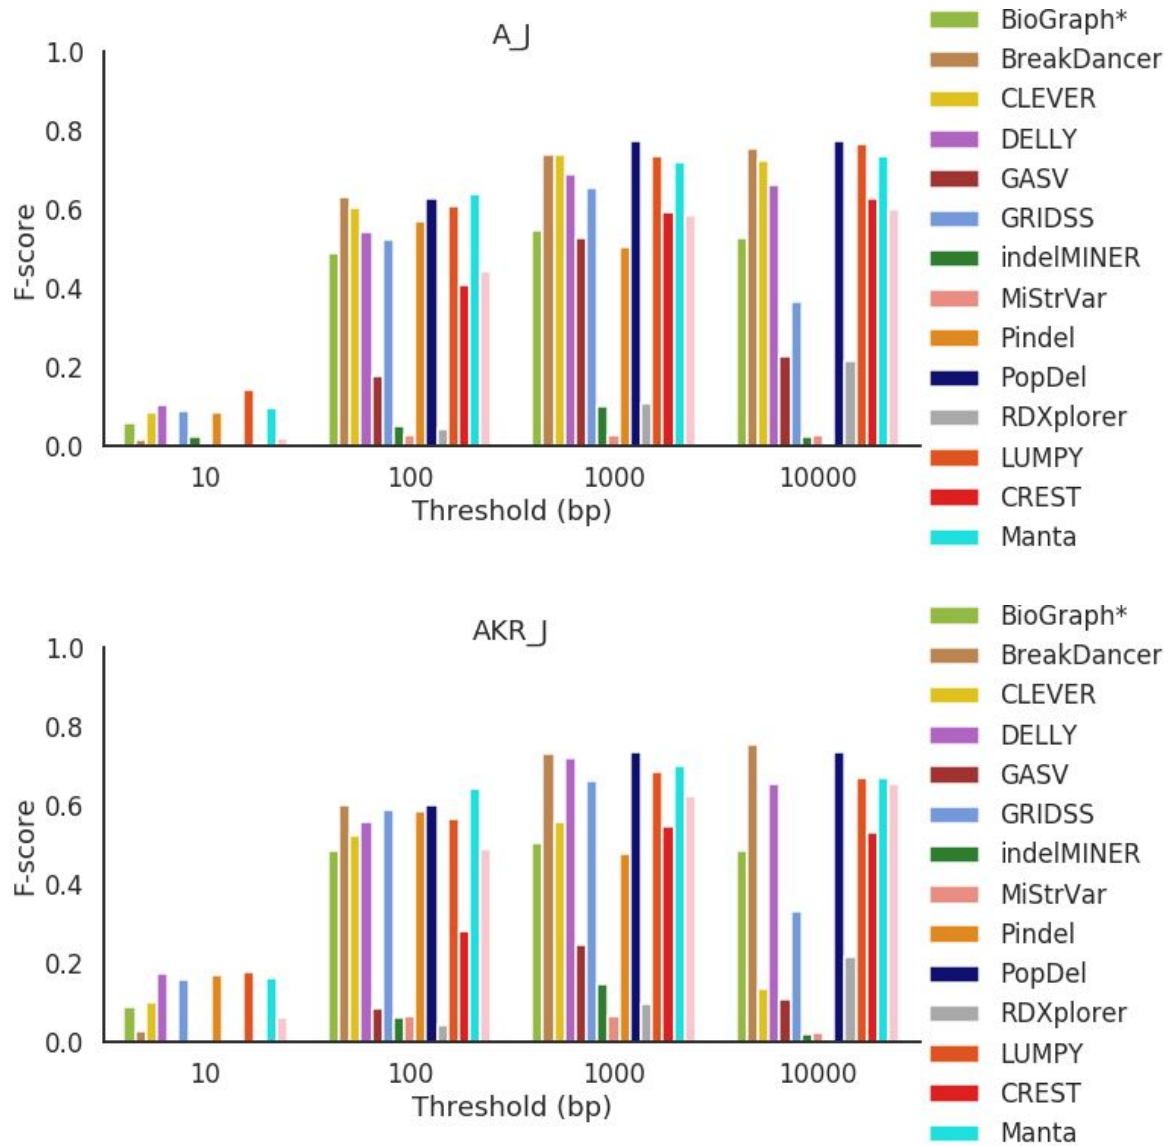 A_J
1.0
0.8
0.6
0.4
0.2
0.0
F-score
10 100 1000 10000
Threshold (bp)
BioGraph*
BreakDancer
CLEVER
DELLY
GASV
GRIDSS
indelMINER
MiStrVar
Pindel
PopDel
RDXplorer
LUMPY
CREST
Manta
AKR_J
1.0
0.8
0.6
0.4
0.2
0.0
F-score
10 100 1000 10000
Threshold (bp)
BioGraph*
BreakDancer
CLEVER
DELLY
GASV
GRIDSS
indelMINER
MiStrVar
Pindel
PopDel
RDXplorer
LUMPY
CREST
Manta